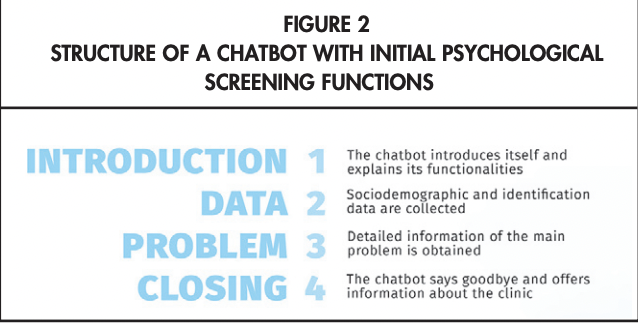 FIGURE 2
STRUCTURE OF A CHATBOT WITH INITIAL PSYCHOLOGICAL
SCREENING FUNCTIONS
INTRODUCTION 1 The chatbot introduces itself and
explains its functionalities
DATA 2 Sociodemographic and identification
data are collected
PROBLEM 3 Detailed information of the main
problem is obtained
CLOSING 4 The chatbot says goodbye and offers
information about the clinic